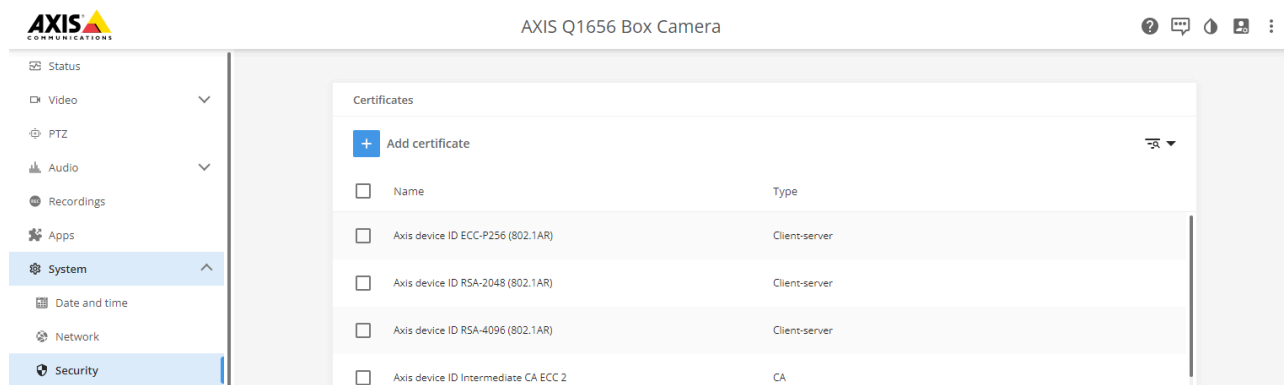 AXIS
COMMUNICATIONS
AXIS Q1656 Box Camera
Status
Video
PTZ
Audio
Recordings
Apps
System
Date and time
Network
Security
Certificates
Add certificate
Name Type
Axis device ID ECC-P256 (802.1AR) Client-server
Axis device ID RSA-2048 (802.1AR) Client-server
Axis device ID RSA-4096 (802.1AR) Client-server
Axis device ID Intermediate CA ECC 2 CA